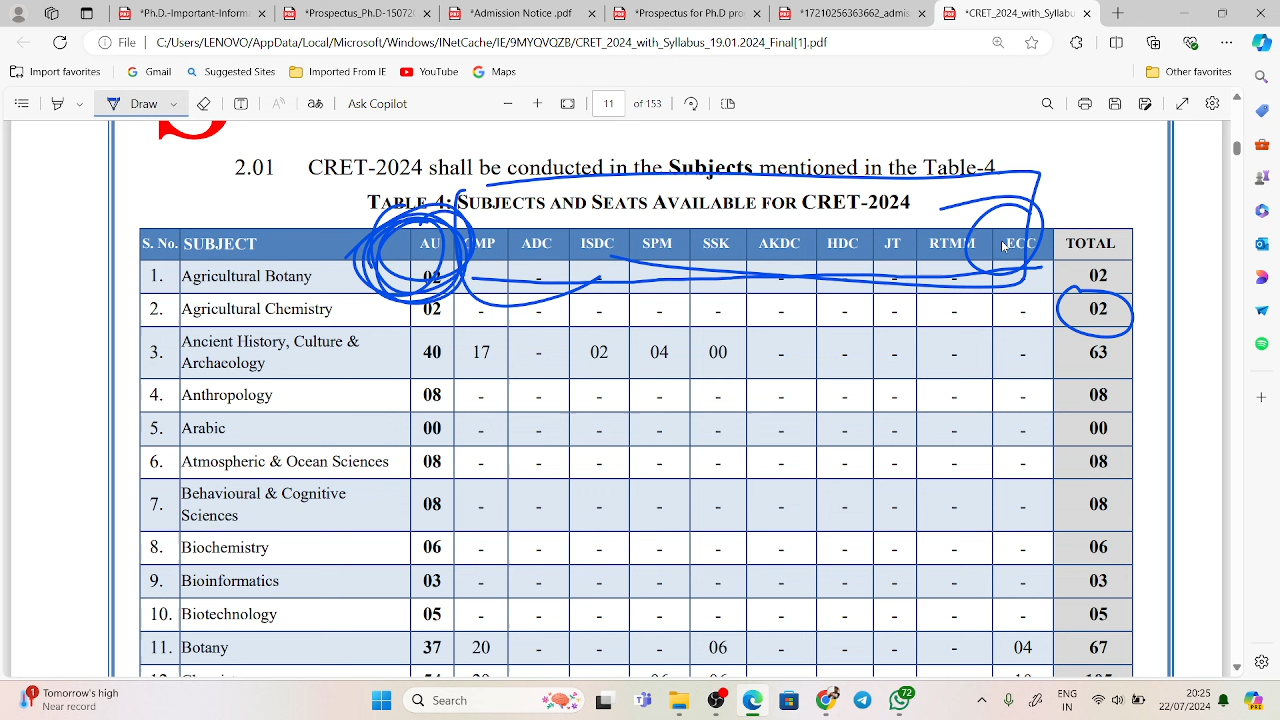 *Ph.D.-Important-Informa
*Prospectus_Ph.D-15072
*Admission Notice .pdf
*Prospectus for Ph.D prog
*17210256363662_admiss
*CRET_2024_with_Syllabu
File
C:/Users/LENOVO/AppData/Local/Microsoft/Windows/INetCache/IE/9MYQVQZB/CRET_2024_with_Syllabus_19.01.2024_Final[1].pdf
Import favorites
Gmail
Suggested Sites
Imported From IE
YouTube
Maps
Other favorites
Draw
Ask Copilot
11 of 153
2.01 CRET-2024 shall be conducted in the Subjects mentioned in the Table-4
TABLE-4: SUBJECTS AND SEATS AVAILABLE FOR CRET-2024
S. No. SUBJECT AU CMP ADC ISDC SPM SSK AKDC HDC JT RTMM ECC TOTAL
1. Agricultural Botany 02 - - - - - - - - - - 02
2. Agricultural Chemistry 02 - - - - - - - - - - 02
3. Ancient History, Culture & Archaeology 40 17 - 02 04 00 - - - - - 63
4. Anthropology 08 - - - - - - - - - - 08
5. Arabic 00 - - - - - - - - - - 00
6. Atmospheric & Ocean Sciences 08 - - - - - - - - - - 08
7. Behavioural & Cognitive Sciences 08 - - - - - - - - - - 08
8. Biochemistry 06 - - - - - - - - - - 06
9. Bioinformatics 03 - - - - - - - - - - 03
10. Biotechnology 05 - - - - - - - - - - 05
11. Botany 37 20 - - - 06 - - - - 04 67
1
Tomorrow's high
Near record
Search
72
ENG
IN
20:25
22/07/2024